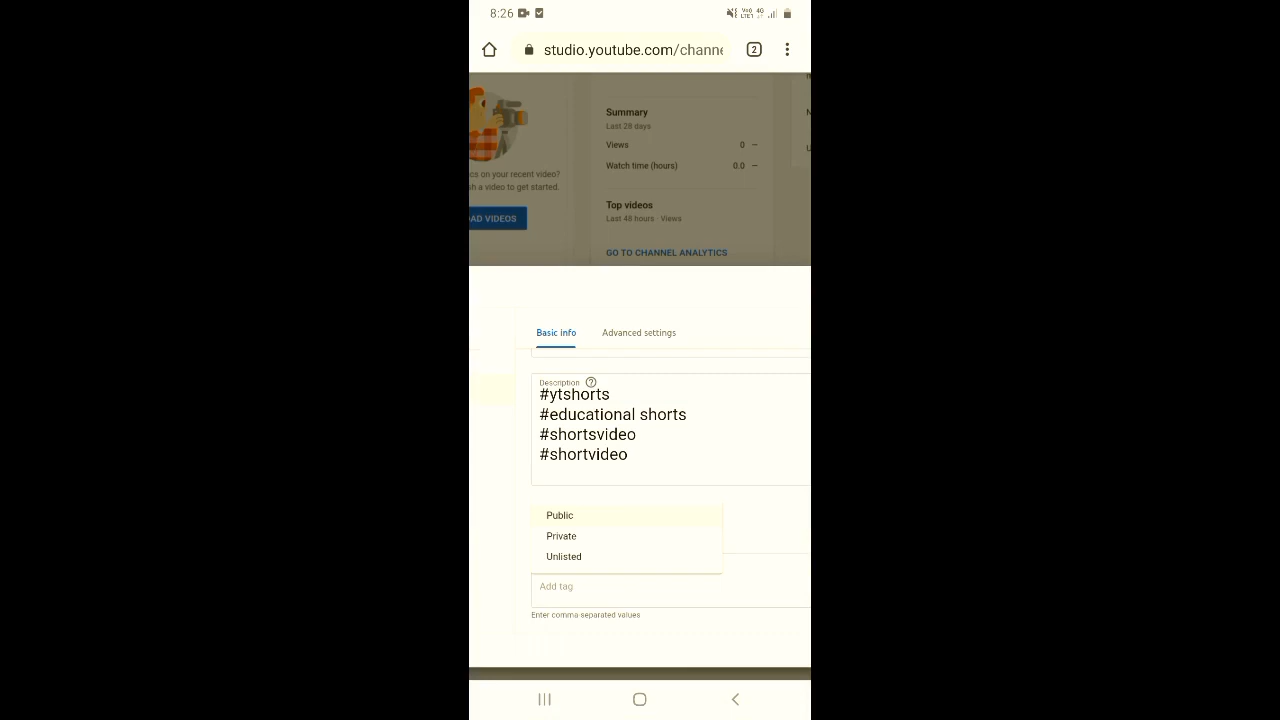 8:26
Vo)) 4G
LTE1
studio.youtube.com/channe
2
Summary
Last 28 days
Views 0 —
Watch time (hours) 0.0 —
cs on your recent video?
sh a video to get started.
AD VIDEOS
Top videos
Last 48 hours · Views
GO TO CHANNEL ANALYTICS
N
U
Basic info Advanced settings
Description ?
#ytshorts
#educational shorts
#shortsvideo
#shortvideo
Public
Private
Unlisted
Add tag
Enter comma-separated values